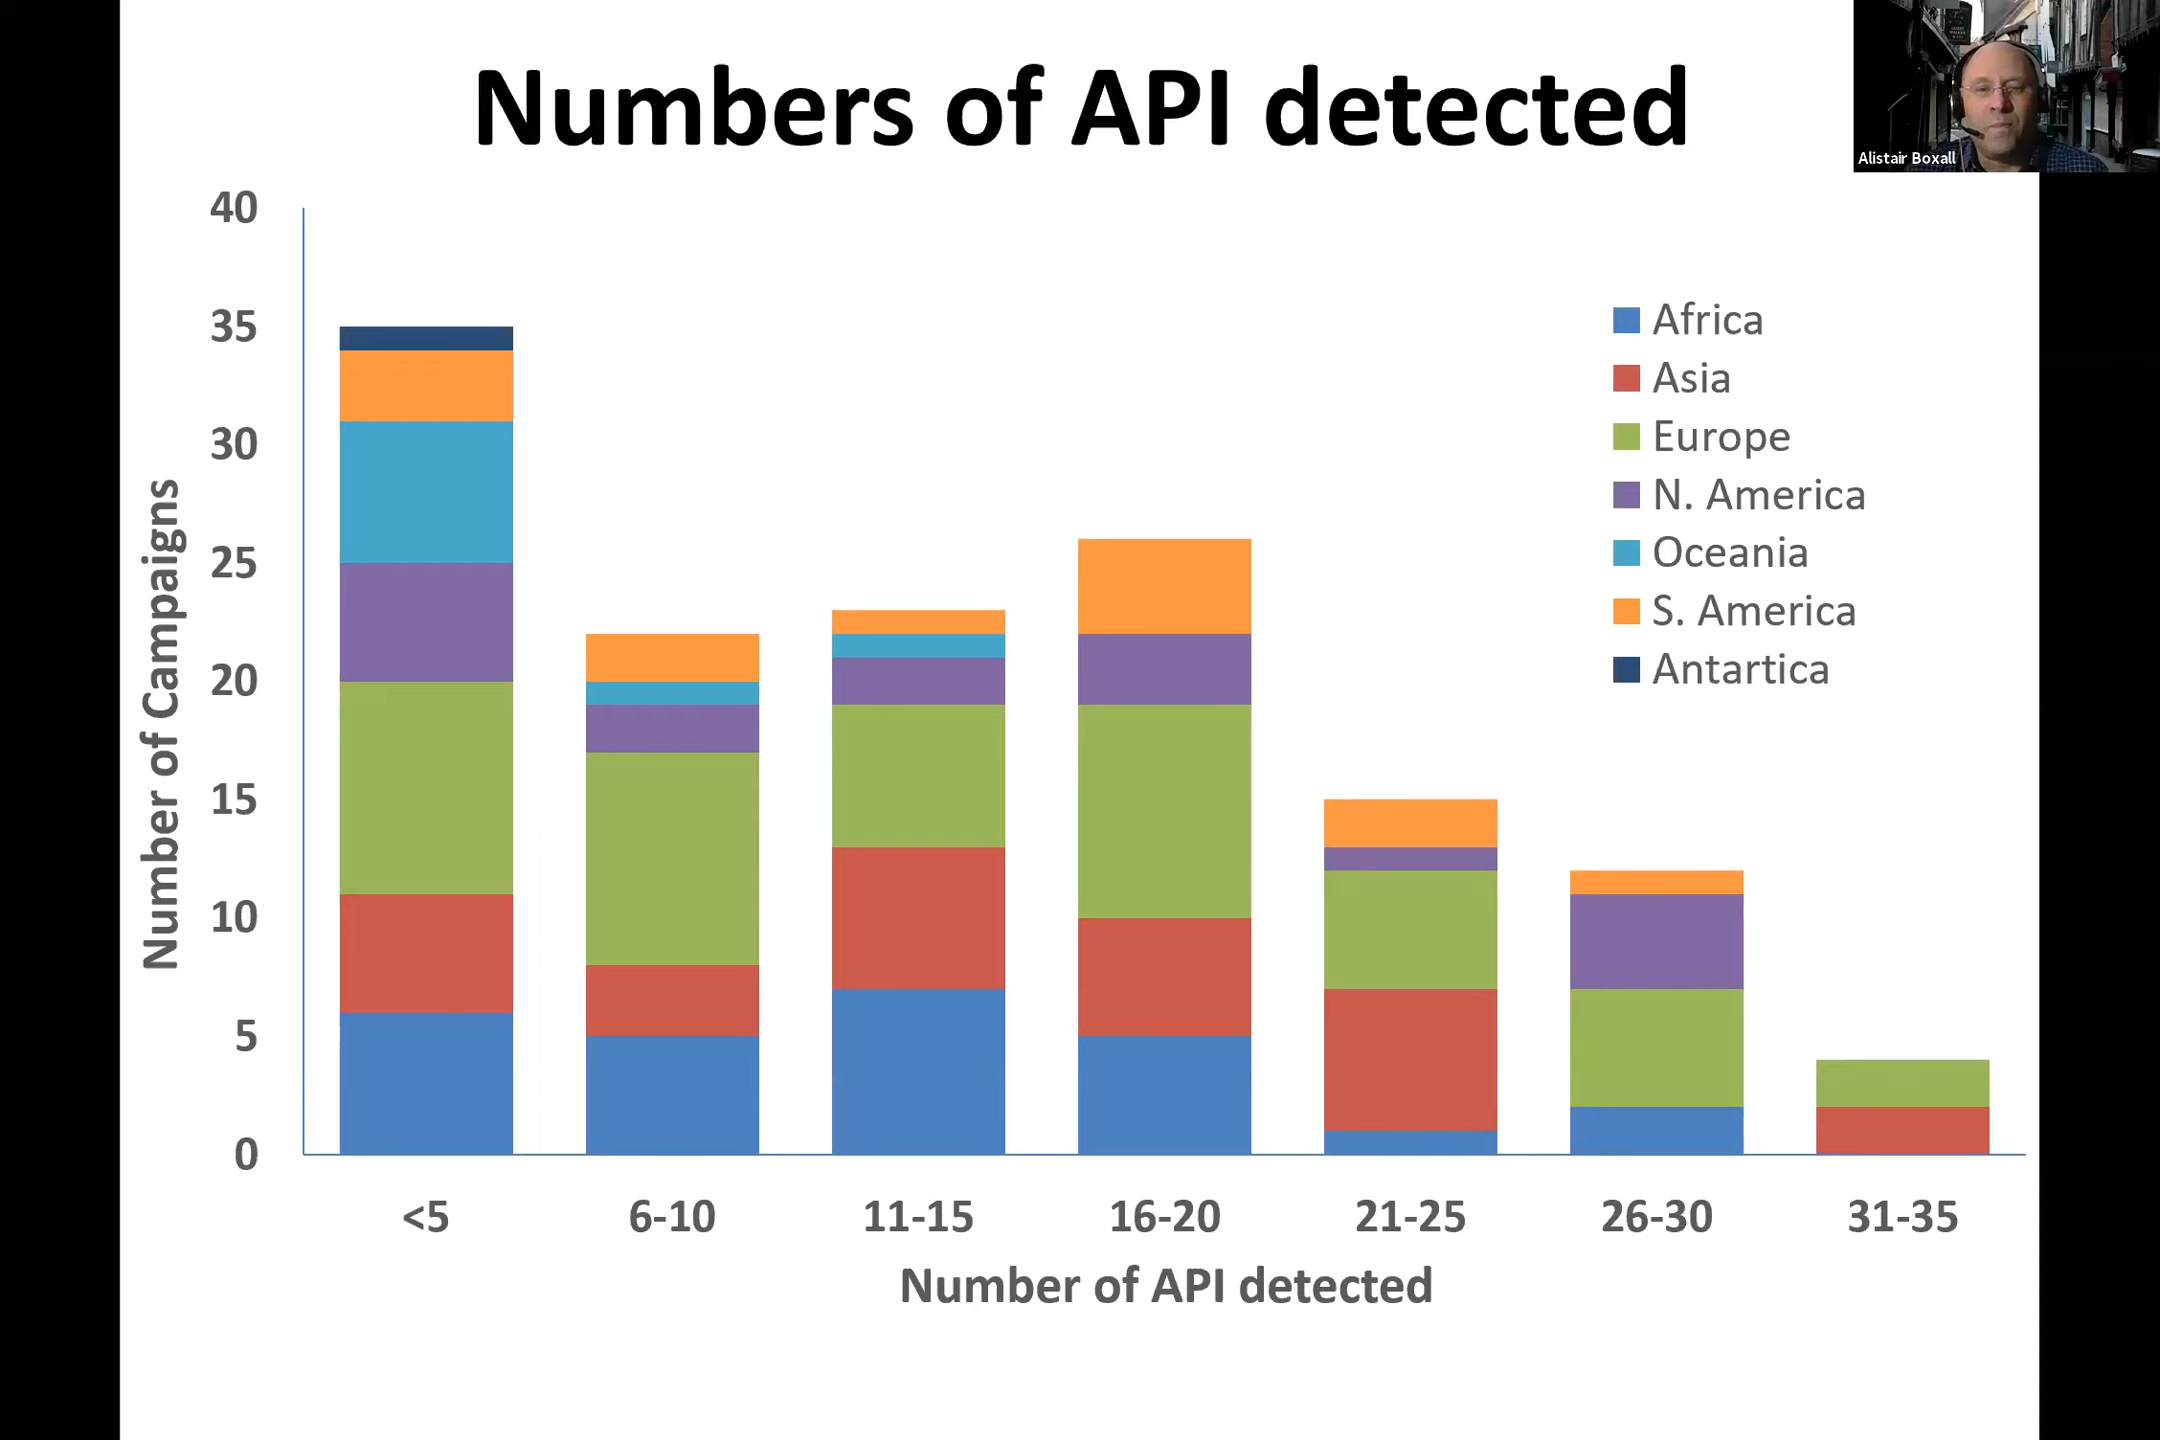 Numbers of API detected
Alistair Boxall
40
35
30
25
20
15
10
5
0
Number of Campaigns
Africa
Asia
Europe
N. America
Oceania
S. America
Antartica
<5 6-10 11-15 16-20 21-25 26-30 31-35
Number of API detected